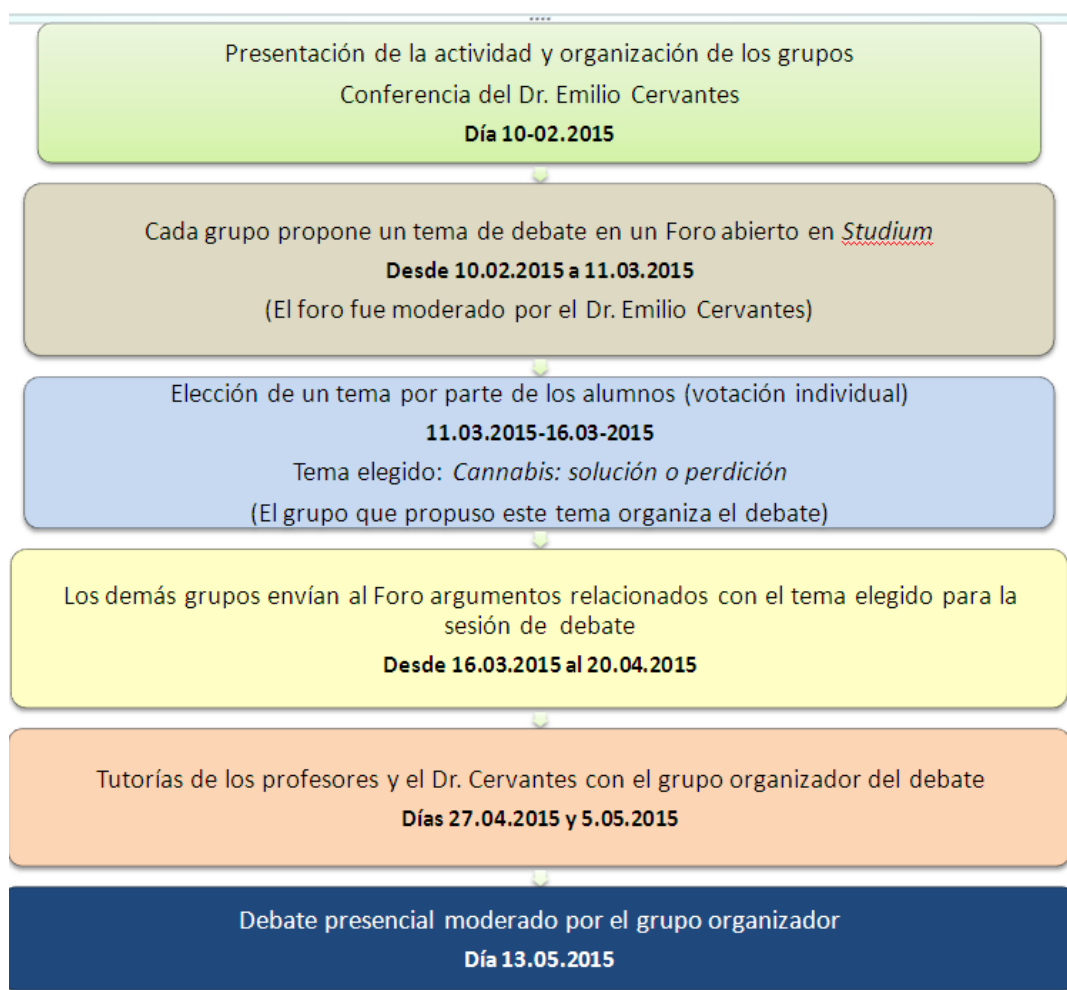 Presentación de la actividad y organización de los grupos
Conferencia del Dr. Emilio Cervantes
Día 10-02.2015
Cada grupo propone un tema de debate en un Foro abierto en Studium
Desde 10.02.2015 a 11.03.2015
(El foro fue moderado por el Dr. Emilio Cervantes)
Elección de un tema por parte de los alumnos (votación individual)
11.03.2015-16.03-2015
Tema elegido: Cannabis: solución o perdición
(El grupo que propuso este tema organiza el debate)
Los demás grupos envían al Foro argumentos relacionados con el tema elegido para la
sesión de debate
Desde 16.03.2015 al 20.04.2015
Tutorías de los profesores y el Dr. Cervantes con el grupo organizador del debate
Días 27.04.2015 y 5.05.2015
Debate presencial moderado por el grupo organizador
Día 13.05.2015